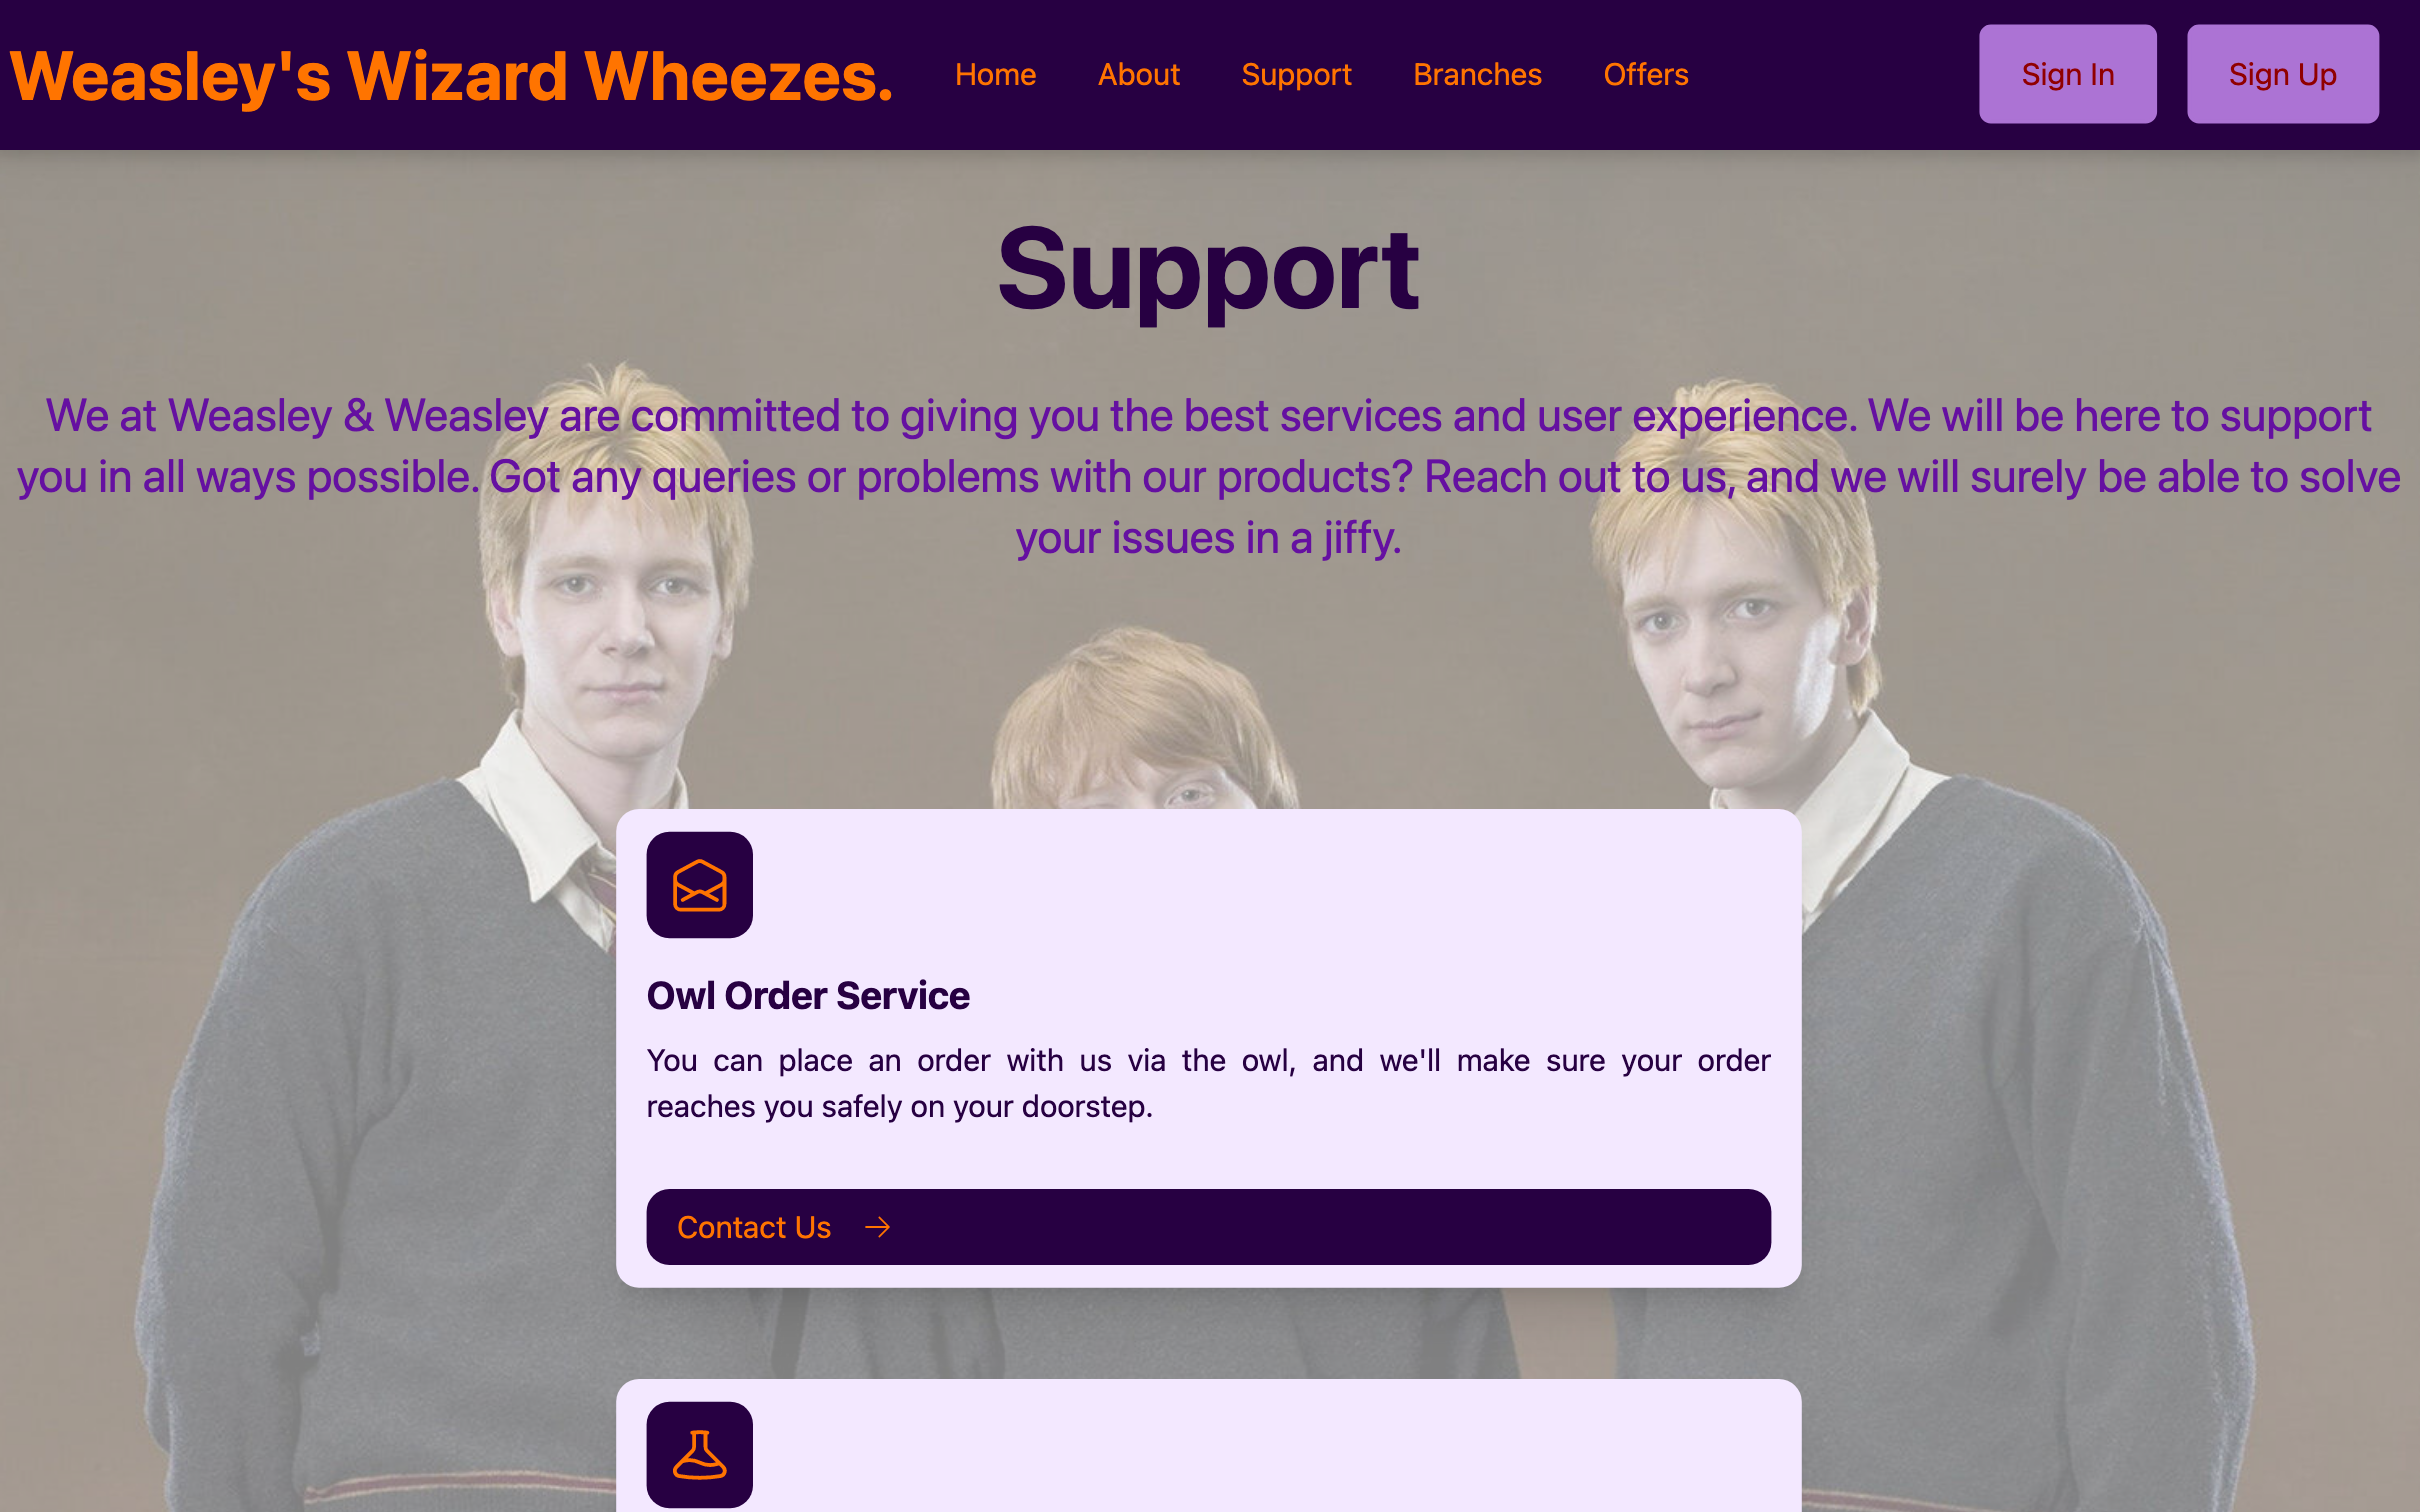 Weasley's Wizard Wheezes.
Home About Support Branches Offers
Sign In Sign Up
Support
We at Weasley & Weasley are committed to giving you the best services and user experience. We will be here to support
you in all ways possible. Got any queries or problems with our products? Reach out to us, and we will surely be able to solve
your issues in a jiffy.
Owl Order Service
You can place an order with us via the owl, and we'll make sure your order
reaches you safely on your doorstep.
Contact Us →